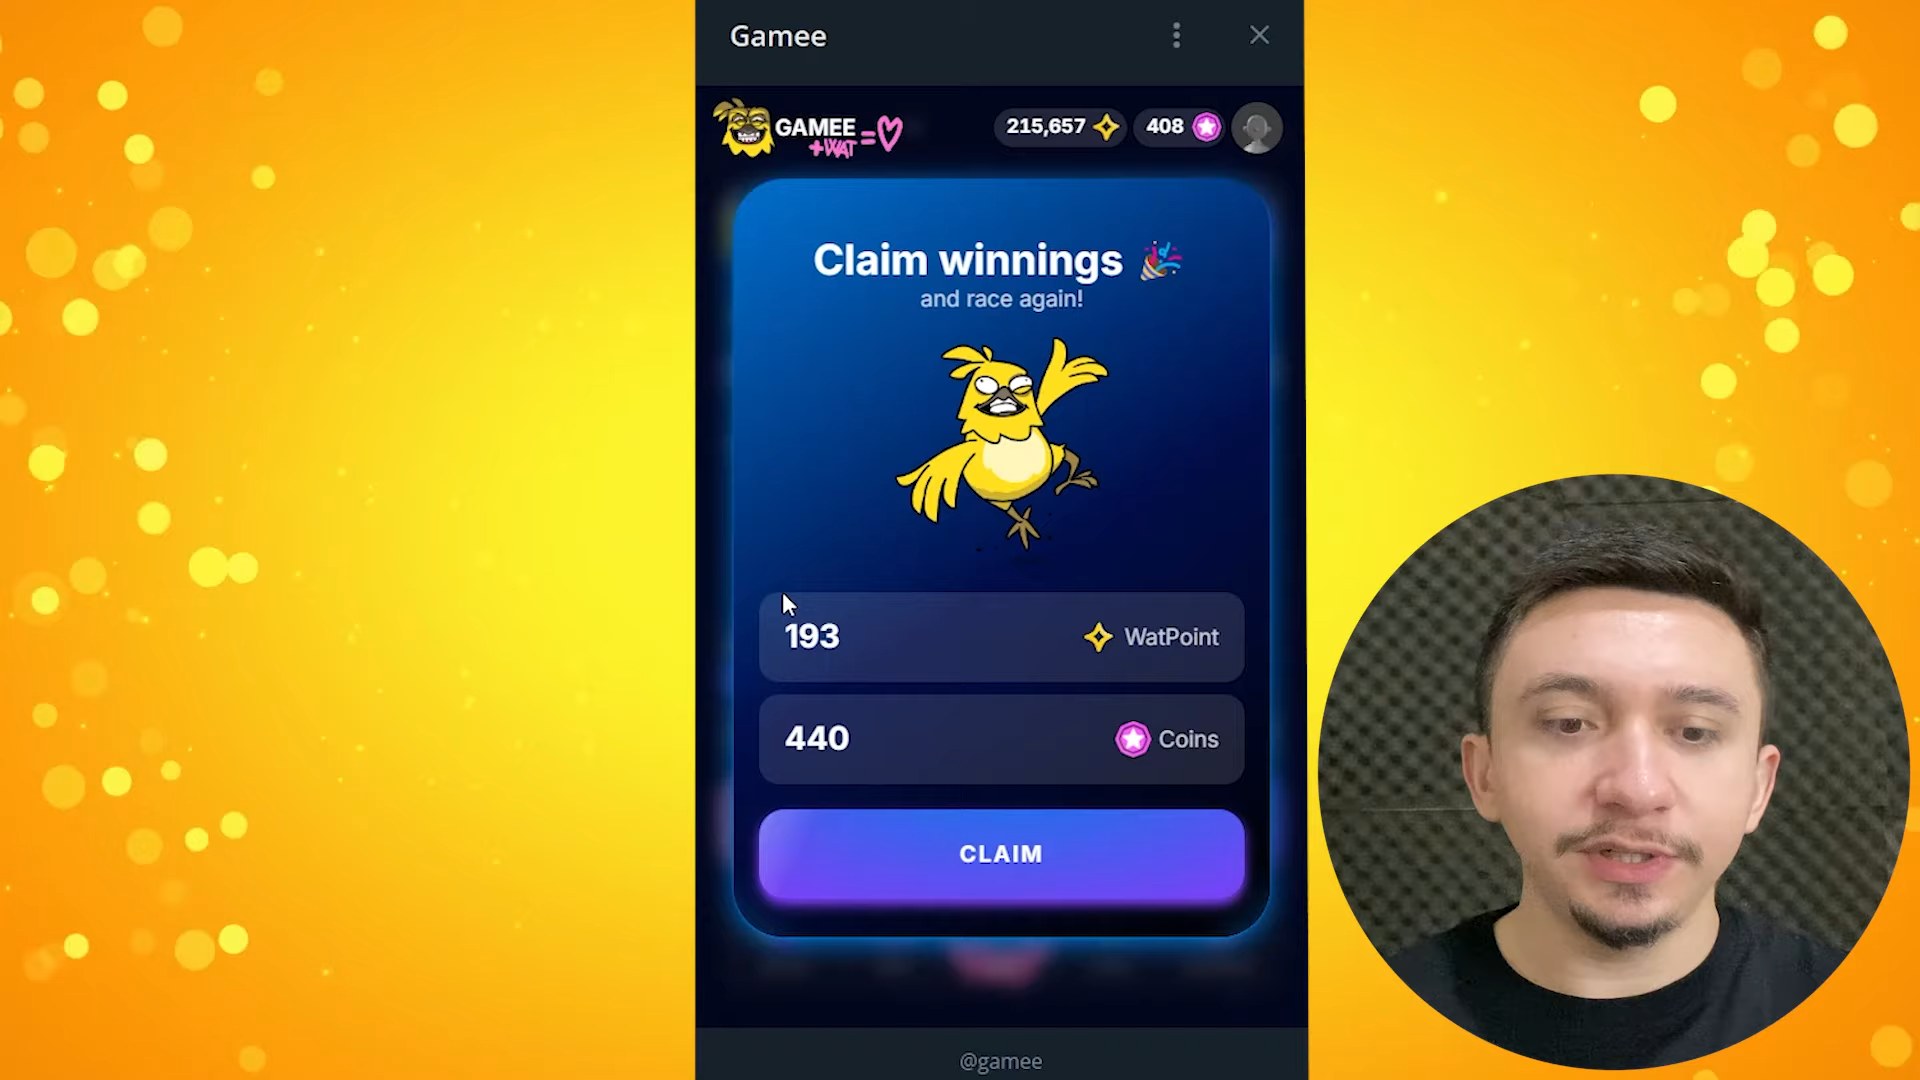 Gamee
GAMEE
+WAT
=
215,657
408
Claim winnings
and race again!
193
WatPoint
440
Coins
CLAIM
@gamee